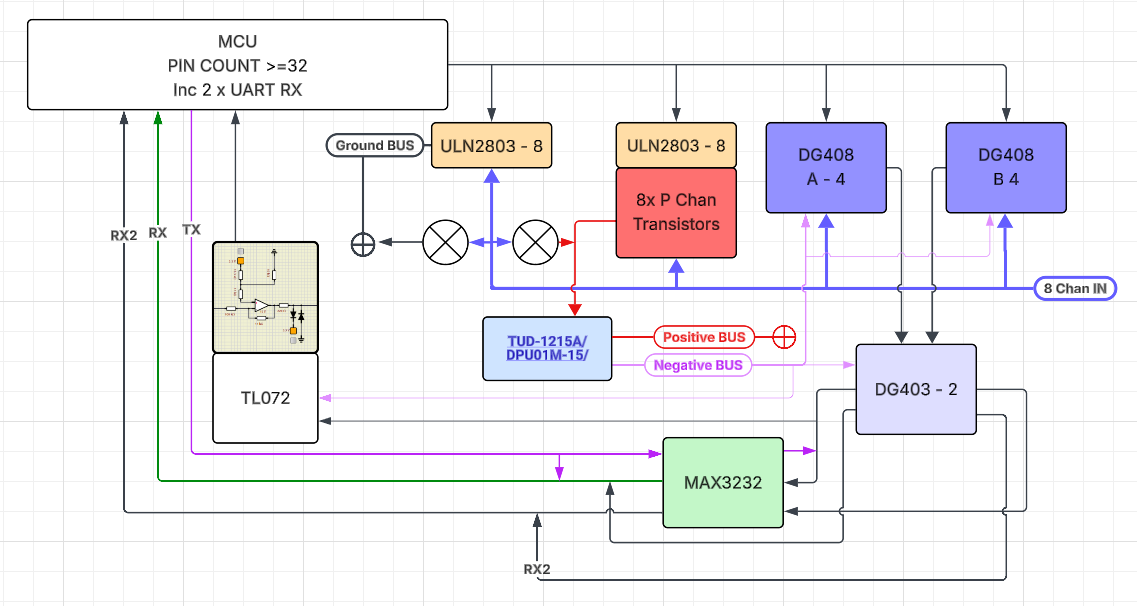 MCU
PIN COUNT >=32
Inc 2 x UART RX
Ground BUS
ULN2803 - 8
ULN2803 - 8
8x P Chan
Transistors
DG408
A - 4
DG408
B 4
RX2
RX
TX
8 Chan IN
TUD-1215A/
DPU01M-15/
Positive BUS
Negative BUS
TL072
DG403 - 2
MAX3232
RX2